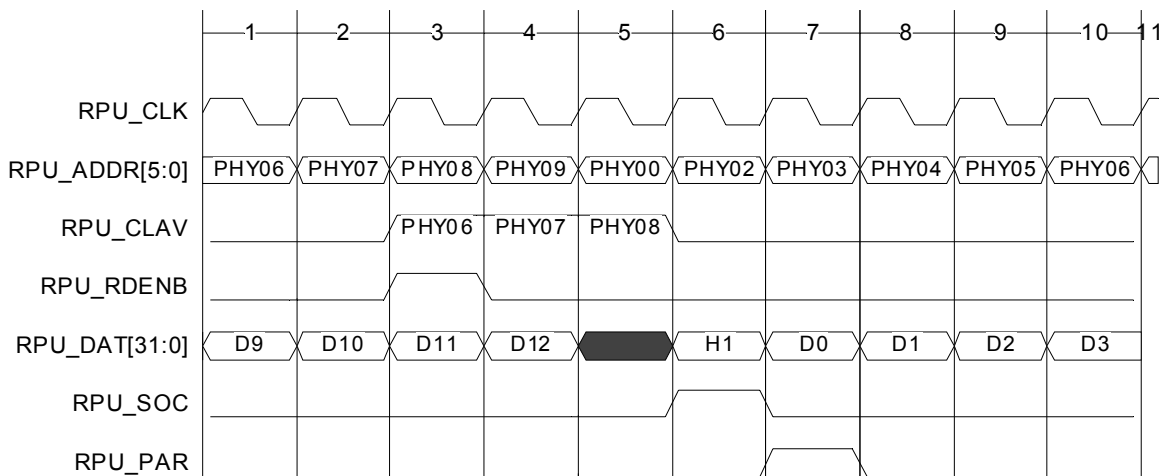 1 2 3 4 5 6 7 8 9 10 11
RPU_CLK
RPU_ADDR[5:0] PHY06 PHY07 PHY08 PHY09 PHY00 PHY02 PHY03 PHY04 PHY05 PHY06
RPU_CLAV PHY06 PHY07 PHY08
RPU_RDENB
RPU_DAT[31:0] D9 D10 D11 D12 H1 D0 D1 D2 D3
RPU_SOC
RPU_PAR